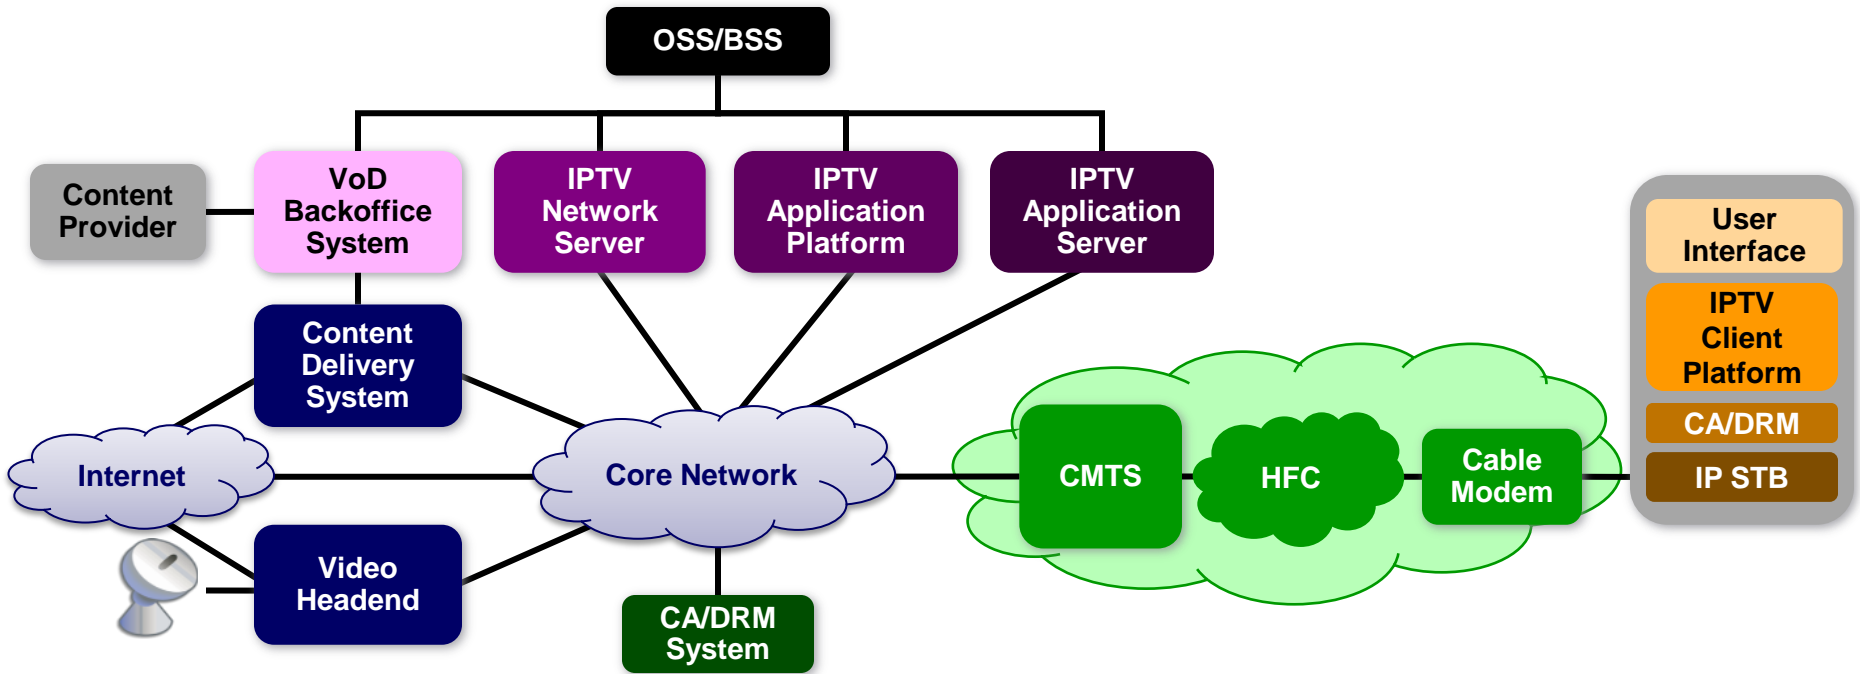 OSS/BSS
Content
Provider
VoD
Backoffice
System
IPTV
Network
Server
IPTV
Application
Platform
IPTV
Application
Server
User
Interface
IPTV
Client
Platform
CA/DRM
IP STB
Content
Delivery
System
Internet
Core Network
CMTS
HFC
Cable
Modem
Video
Headend
CA/DRM
System